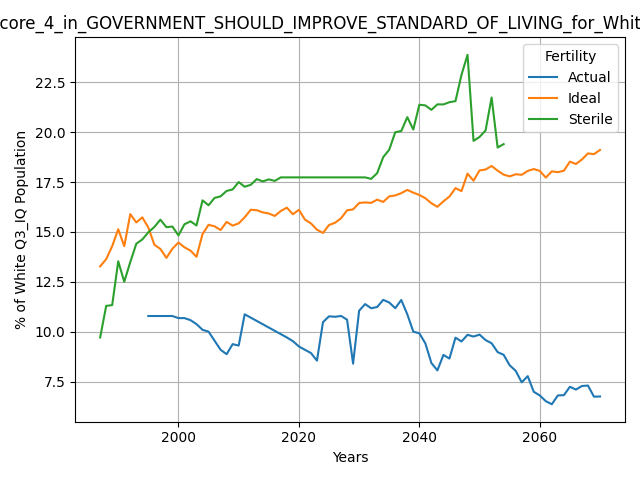 core_4_in_GOVERNMENT_SHOULD_IMPROVE_STANDARD_OF_LIVING_for_Whit
Fertility
Actual
Ideal
Sterile
% of White Q3_IQ Population
22.5
20.0
17.5
15.0
12.5
10.0
7.5
2000
2020
2040
2060
Years